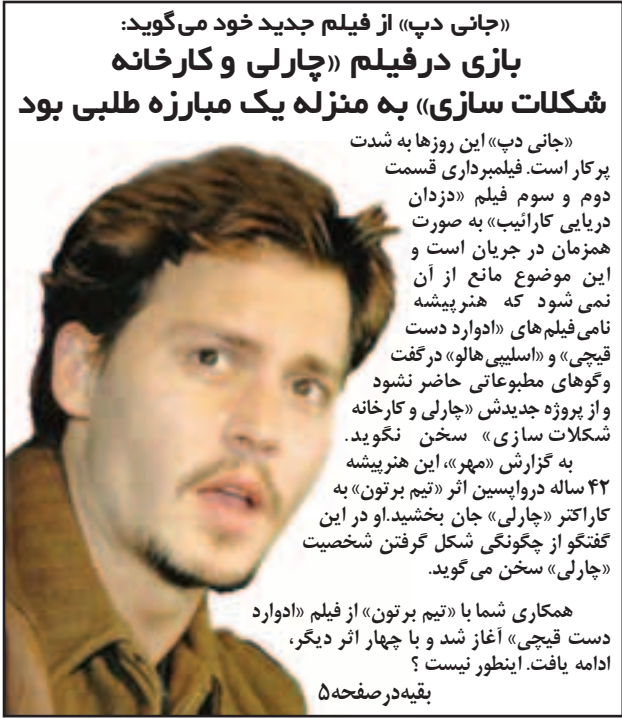 «جانی دپ» از فیلم جدید خود می‌گوید:
بازی درفیلم «چارلی و کارخانه
شکلات سازی» به منزله یک مبارزه طلبی بود
«جانی دپ» این روزها به شدت
پرکار است. فیلمبرداری قسمت
دوم و سوم فیلم «دزدان
دریایی کارائیب» به صورت
همزمان در جریان است و
این موضوع مانع از آن
نمی شود که هنرپیشه
نامی فیلم‌های «ادوارد دست
قیچی» و «اسلیپی هالو» درگفت
وگوهای مطبوعاتی حاضر نشود
و از پروژه جدیدش «چارلی و کارخانه
شکلات سازی» سخن نگوید.
به گزارش «مهر»، این هنرپیشه
۴۲ ساله درواپسین اثر «تیم برتون» به
کاراکتر «چارلی» جان بخشید.او در این
گفتگو از چگونگی شکل گرفتن شخصیت
«چارلی» سخن می گوید.
همکاری شما با «تیم برتون» از فیلم «ادوارد
دست قیچی» آغاز شد و با چهار اثر دیگر،
ادامه یافت. اینطور نیست ؟
بقیه درصفحه۵